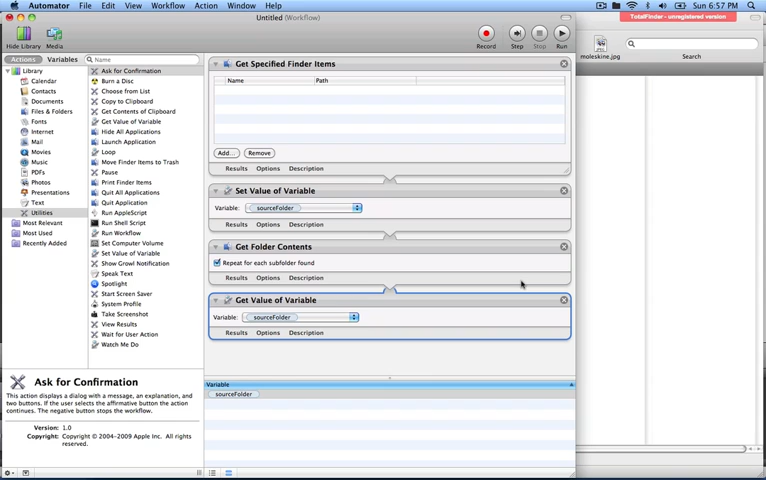 Automator File Edit View Workflow Action Window Help
Sun 6:57 PM
Untitled (Workflow)
TotalFinder - unregistered version
Hide Library Media
Record Step Stop Run
moleskine.jpg
Search
Actions Variables
Name
Library
Calendar
Contacts
Documents
Files & Folders
Fonts
Internet
Mail
Movies
Music
PDFs
Photos
Presentations
Text
Utilities
Most Relevant
Most Used
Recently Added
Ask for Confirmation
Burn a Disc
Choose from List
Copy to Clipboard
Get Contents of Clipboard
Get Value of Variable
Hide All Applications
Launch Application
Loop
Move Finder Items to Trash
Pause
Print Finder Items
Quit All Applications
Quit Application
Run AppleScript
Run Shell Script
Run Workflow
Set Computer Volume
Set Value of Variable
Show Growl Notification
Speak Text
Spotlight
Start Screen Saver
System Profile
Take Screenshot
View Results
Wait for User Action
Watch Me Do
Get Specified Finder Items
Name Path
Add... Remove
Results Options Description
Set Value of Variable
Variable: sourceFolder
Results Options Description
Get Folder Contents
Repeat for each subfolder found
Results Options Description
Get Value of Variable
Variable: sourceFolder
Results Options Description
Variable
sourceFolder
Ask for Confirmation
This action displays a dialog with a message, an explanation, and
two buttons. If the user selects the affirmative button the action
continues. The negative button stops the workflow.
Version: 1.0
Copyright: Copyright © 2004-2009 Apple Inc. All rights
reserved.